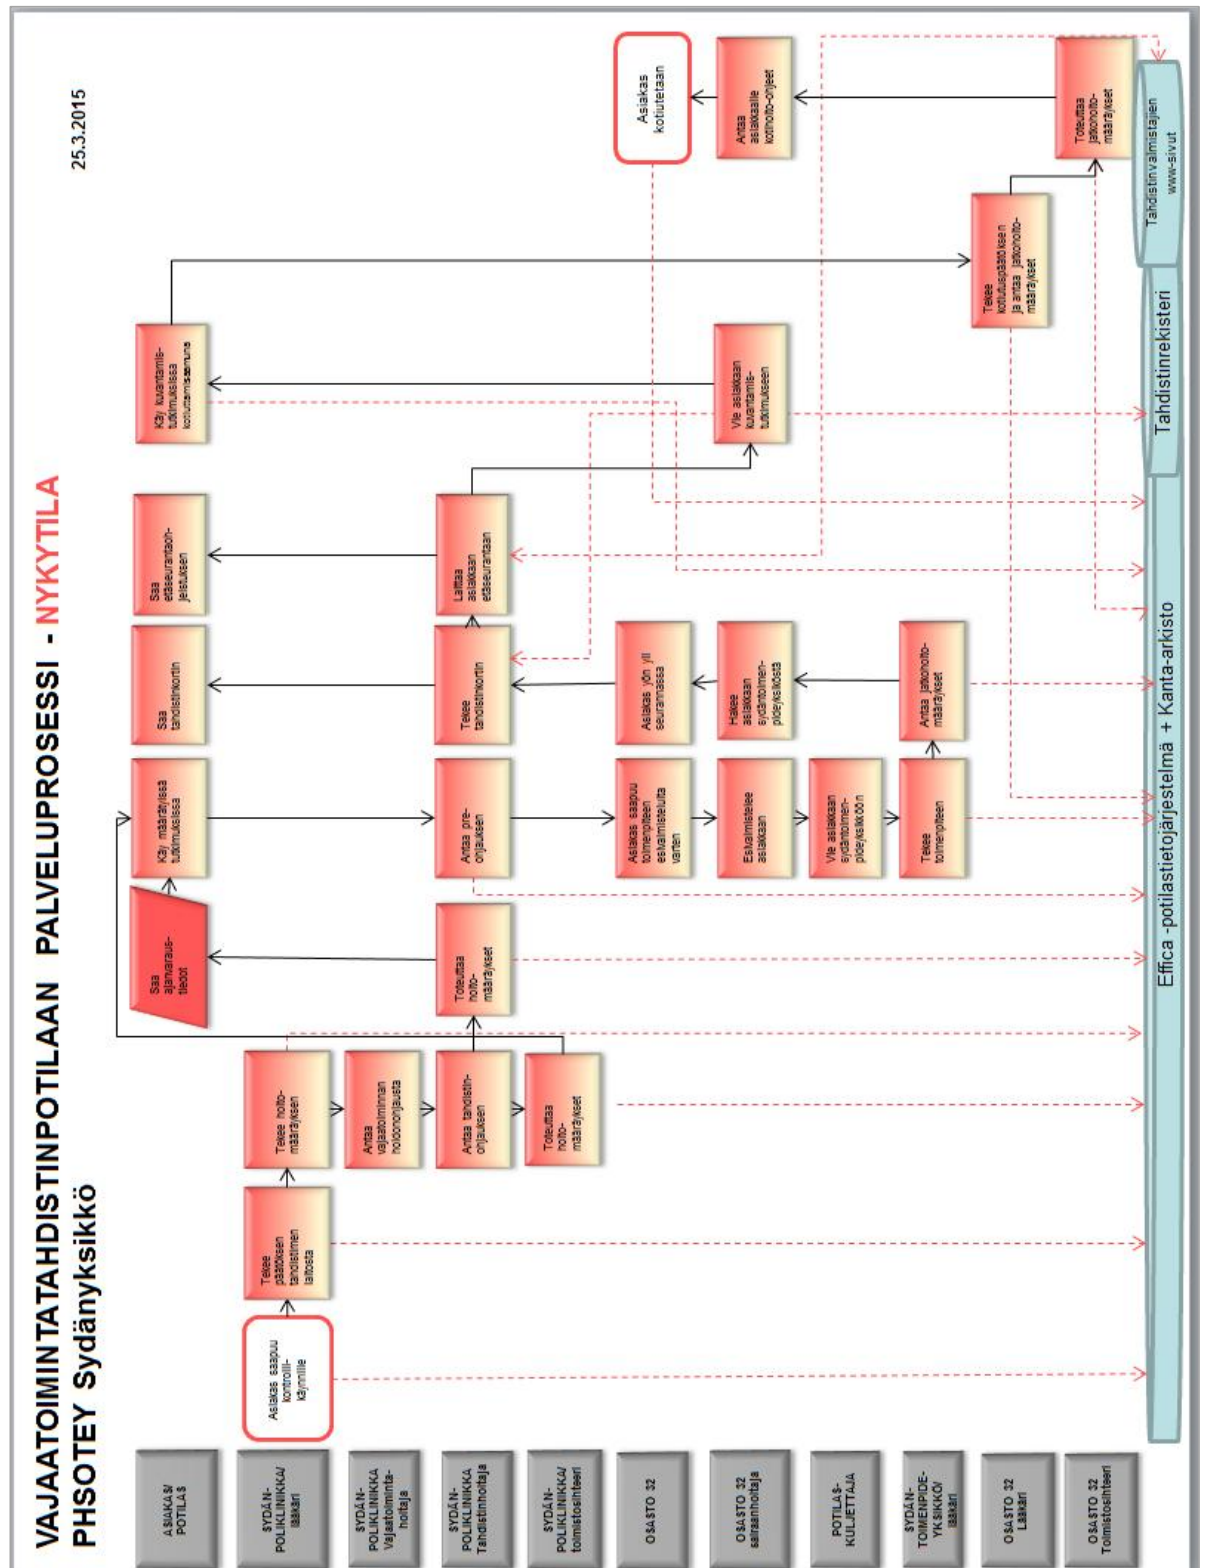 VAJAATOIMINTATAHDISTINPOTILAAN PALVELUPROSESSI - NYKYTILA
PHSOTEY Sydänyksikkö
25.3.2015
ASIAKAS/
POTILAS
Saa
ajanvaraus-
tiedot
Käy määrätyissä
tutkimuksissa
Saa
tahdistinkortin
Saa
etäseurantaoh-
jeistuksen
Käy kuvantamis-
tutkimuksissa
SYDÄN-
POLIKLINIKKA/
lääkäri
Asiakas saapuu
kontrolli-
käynnille
Tekee
päätöksen
tahdistimen
laitosta
Tekee hoito-
määräyksen
SYDÄN-
POLIKLINIKKA
Vajaatoiminta-
hoitaja
Antaa
vajaatoiminnan
hoidonohjausta
SYDÄN-
POLIKLINIKKA
Tahdistinhoitaja
Antaa tahdistin-
ohjauksen
Toteuttaa
hoito-
määräykset
Antaa pre-
ohjauksen
Tekee
tahdistinkortin
Laittaa
asiakkaan
etäseurantaan
SYDÄN-
POLIKLINIKKA/
toimistosihteeri
Toteuttaa
hoito-
määräykset
OSASTO 32
Asiakas saapuu
toimenpiteen
esivalmisteluita
varten
Asiakas yön yli
seurannassa
Asiakas
kotiutetaan
OSASTO 32
sairaanhoitaja
Esivalmistelee
asiakkaan
Hakee
asiakkaan
sydäntoimen-
pideyksiköstä
Vie asiakkaan
kuvantamis-
tutkimukseen
Antaa
asiakkaalle
kotihoito-ohjeet
POTILAS-
KULJETTAJA
Vie asiakkaan
sydäntoimen-
pideyksikköön
SYDÄN-
TOIMENPIDE-
YKSIKKÖ/
lääkäri
Tekee
toimenpiteen
Antaa jatkohoito-
määräykset
OSASTO 32
Lääkäri
Tekee
kotiutuspäätöksen
ja antaa jatkohoito-
määräykset
OSASTO 32
Toimistosihteeri
Toteuttaa
jatkohoito-
määräykset
Effica -potilastietojärjestelmä + Kanta-arkisto
Tahdistinrekisteri
Tahdistinvalmistajien
www-sivut